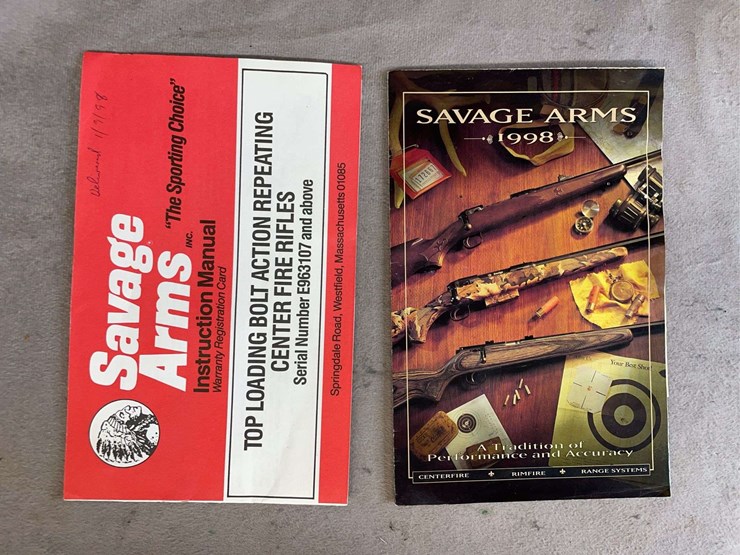 Savage
Arms INC. "The Sporting Choice"
Instruction Manual
Warranty Registration Card
TOP LOADING BOLT ACTION REPEATING
CENTER FIRE RIFLES
Serial Number E963107 and above
Springdale Road, Westfield, Massachusetts 01085
SAVAGE ARMS
1998
Your Best Shot
A Tradition of
Performance and Accuracy
CENTERFIRE + RIMFIRE + RANGE SYSTEMS